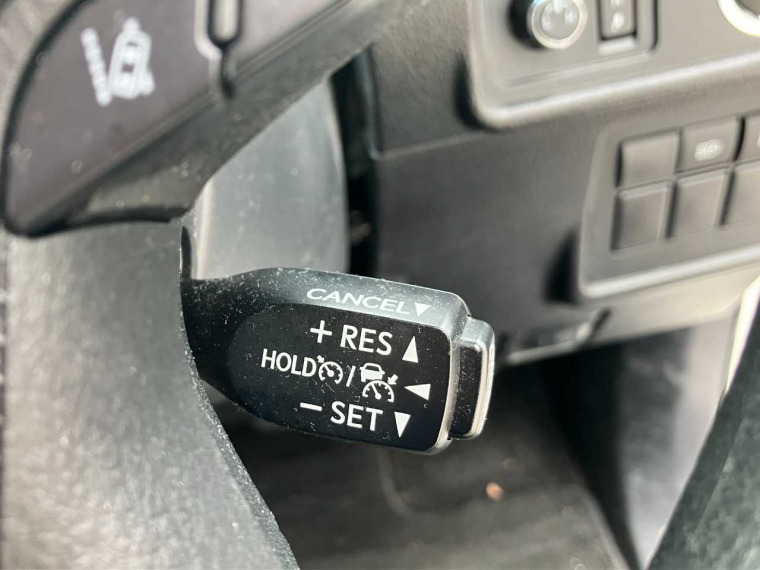 CANCEL▼
+ RES ▲
HOLD / ◄
− SET ▼